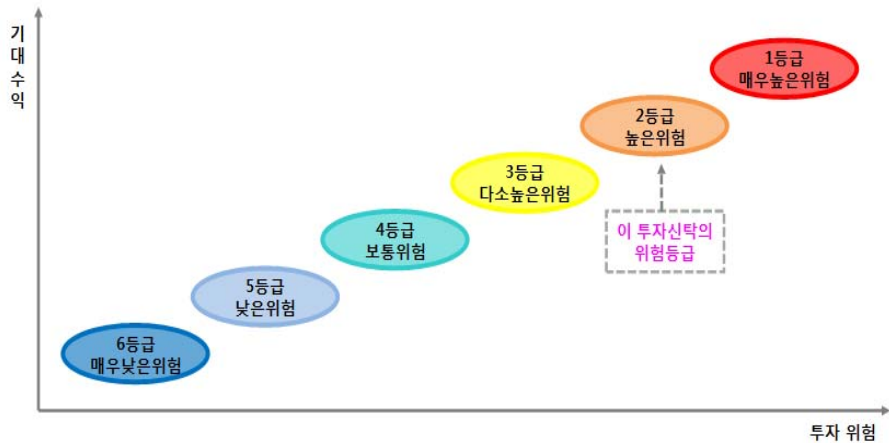 기대수익
1등급
매우높은위험
2등급
높은위험
3등급
다소높은위험
이 투자신탁의
위험등급
4등급
보통위험
5등급
낮은위험
6등급
매우낮은위험
투자 위험